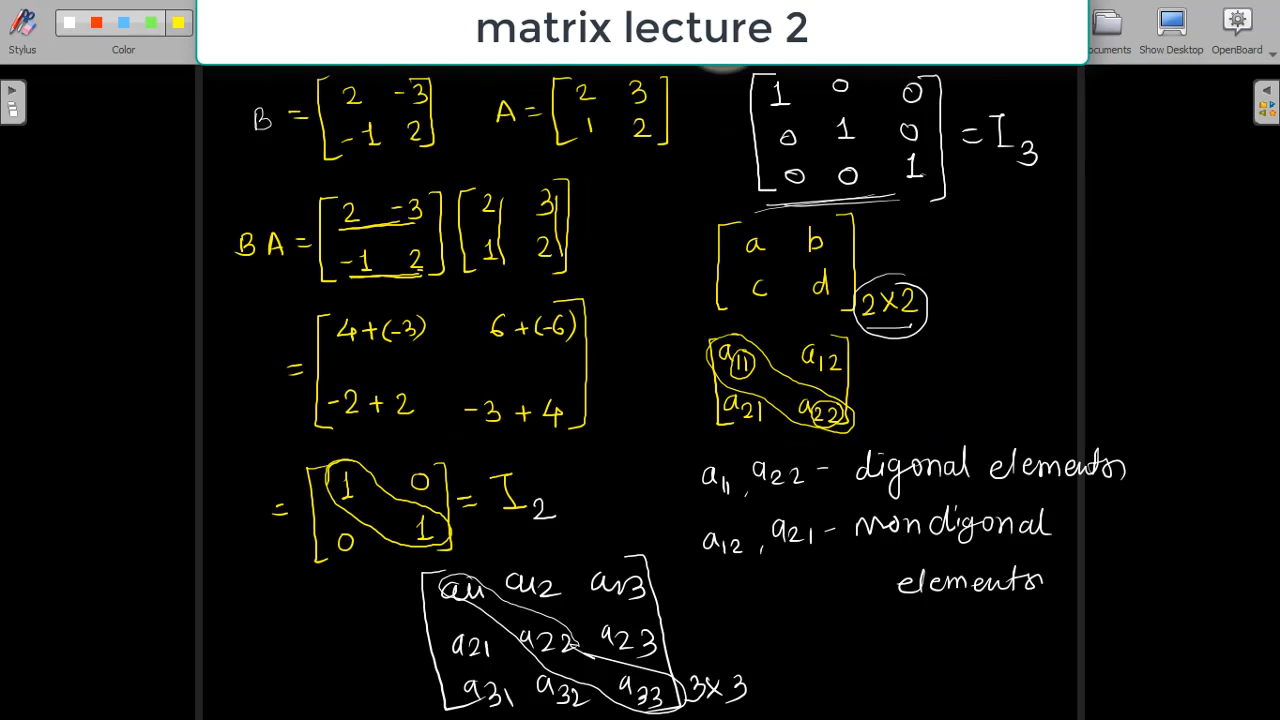 matrix lecture 2
Stylus
Color
Documents
Show Desktop
OpenBoard
B = [2 -3
-1 2]
A = [2 3
1 2]
[1 0 0
0 1 0
0 0 1] = I3
BA = [2 -3
-1 2] [2 3
1 2]
= [4+(-3) 6+(-6)
-2+2 -3+4]
= [1 0
0 1] = I2
[a b
c d] 2×2
[a11 a12
a21 a22]
a11, a22 - digonal elements
a12, a21 - nondigonal
elements
[a11 a12 a13
a21 a22 a23
a31 a32 a33] 3×3